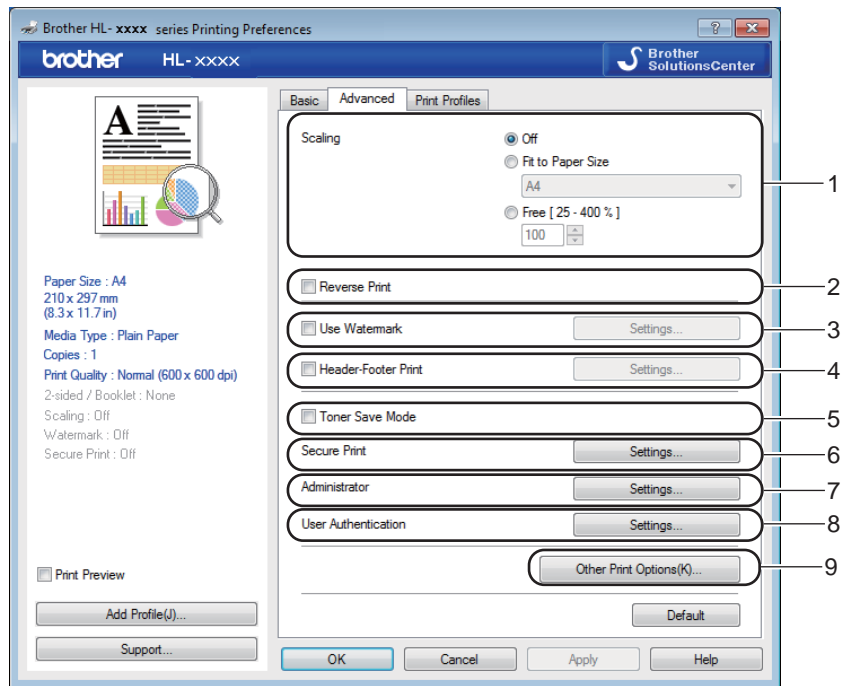 Brother HL- xxxx series Printing Preferences
brother HL-xxxx
Brother
SolutionsCenter
Basic Advanced Print Profiles
A
Paper Size : A4
210 x 297 mm
(8.3 x 11.7 in)
Media Type : Plain Paper
Copies : 1
Print Quality : Normal (600 x 600 dpi)
2-sided / Booklet : None
Scaling : Off
Watermark : Off
Secure Print : Off
Print Preview
Add Profile(J)...
Support...
Scaling
Off
Fit to Paper Size
A4
Free [ 25 - 400 % ]
100
1
Reverse Print
2
Use Watermark Settings...
3
Header-Footer Print Settings...
4
Toner Save Mode
5
Secure Print Settings...
6
Administrator Settings...
7
User Authentication Settings...
8
Other Print Options(K)...
9
Default
OK Cancel Apply Help